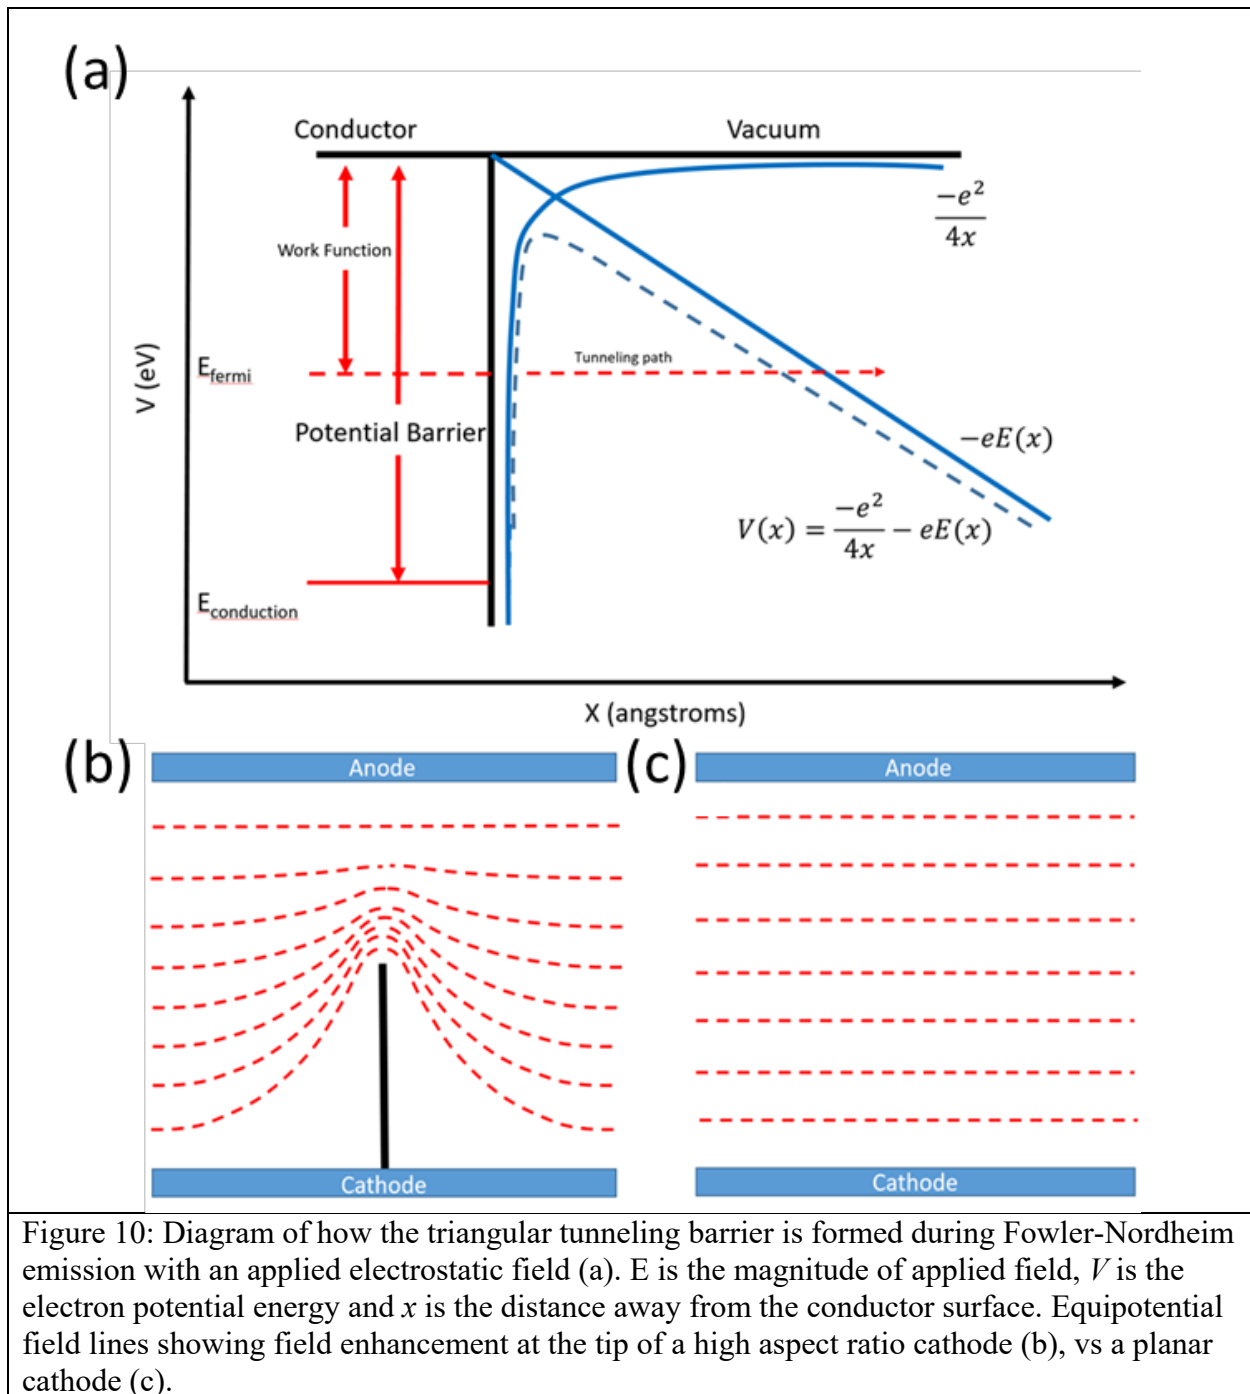 (a)
Conductor
Vacuum
−e²/4x
Work Function
V (eV)
E_fermi
Tunneling path
Potential Barrier
−eE(x)
V(x) = −e²/4x − eE(x)
E_conduction
X (angstroms)
(b)
Anode
(c)
Anode
Cathode
Cathode
Figure 10: Diagram of how the triangular tunneling barrier is formed during Fowler-Nordheim
emission with an applied electrostatic field (a). E is the magnitude of applied field, V is the
electron potential energy and x is the distance away from the conductor surface. Equipotential
field lines showing field enhancement at the tip of a high aspect ratio cathode (b), vs a planar
cathode (c).